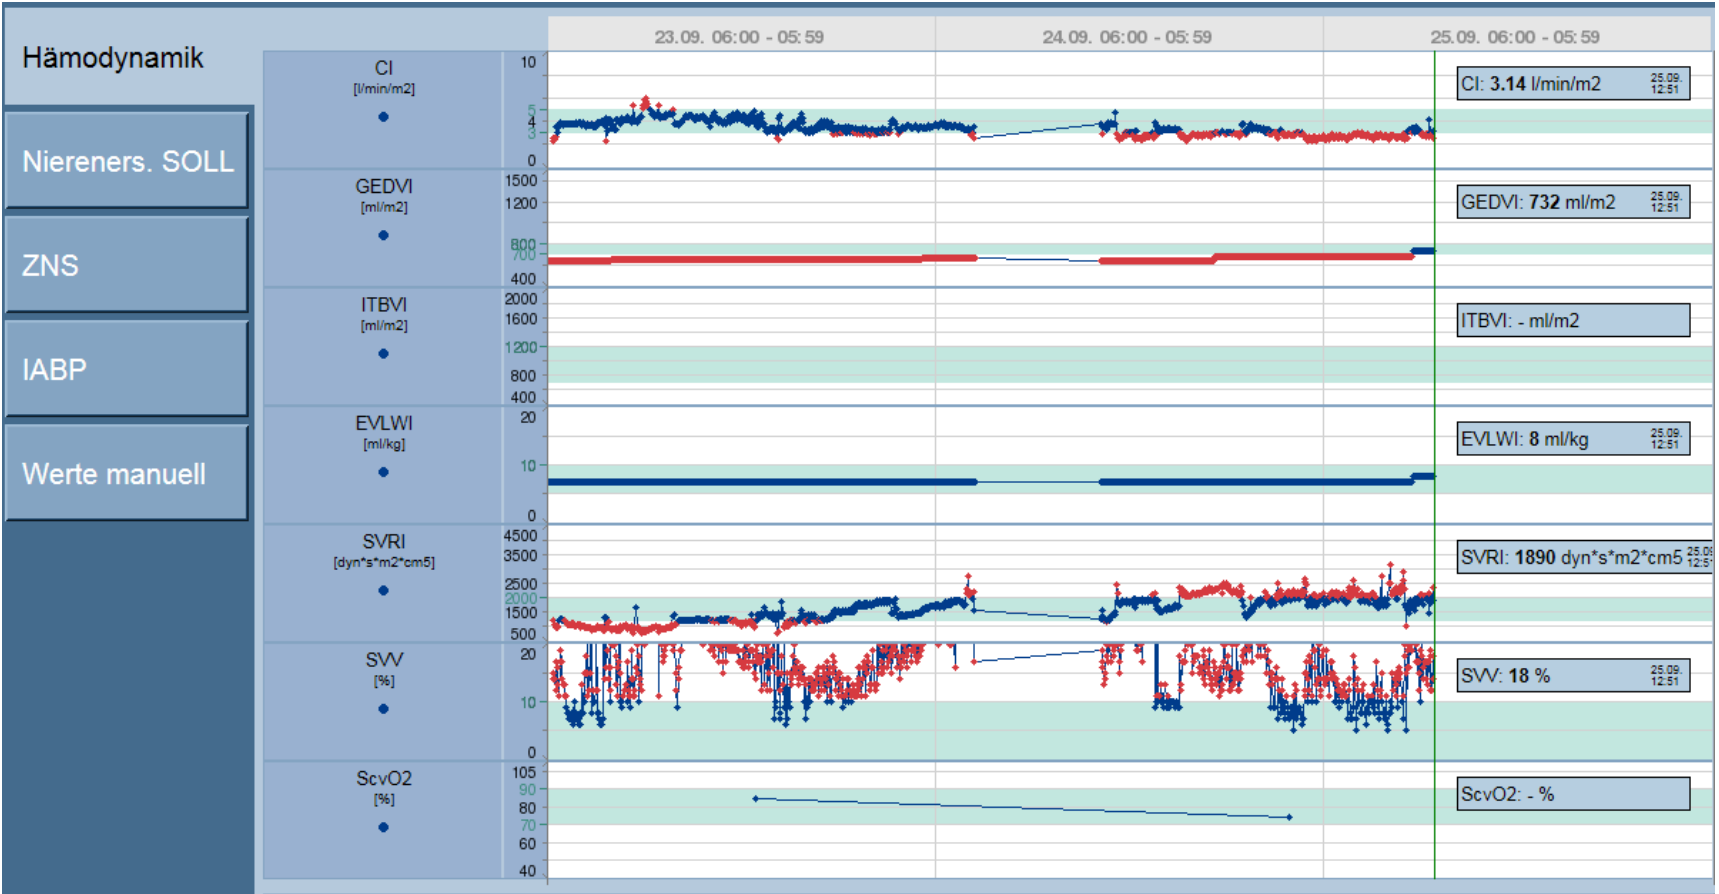 23.09. 06:00 - 05:59
24.09. 06:00 - 05:59
25.09. 06:00 - 05:59
Hämodynamik
Niereners. SOLL
ZNS
IABP
Werte manuell
CI
[l/min/m2]
10
5
4
3
0
CI: 3.14 l/min/m2
25.09.
12:51
GEDVI
[ml/m2]
1500
1200
800
700
400
GEDVI: 732 ml/m2
25.09.
12:51
ITBVI
[ml/m2]
2000
1600
1200
800
400
ITBVI: - ml/m2
EVLWI
[ml/kg]
20
10
0
EVLWI: 8 ml/kg
25.09.
12:51
SVRI
[dyn*s*m2*cm5]
4500
3500
2500
2000
1500
500
SVRI: 1890 dyn*s*m2*cm5
SVV
[%]
20
10
0
SVV: 18 %
25.09.
12:51
ScvO2
[%]
105
90
80
70
60
40
ScvO2: - %